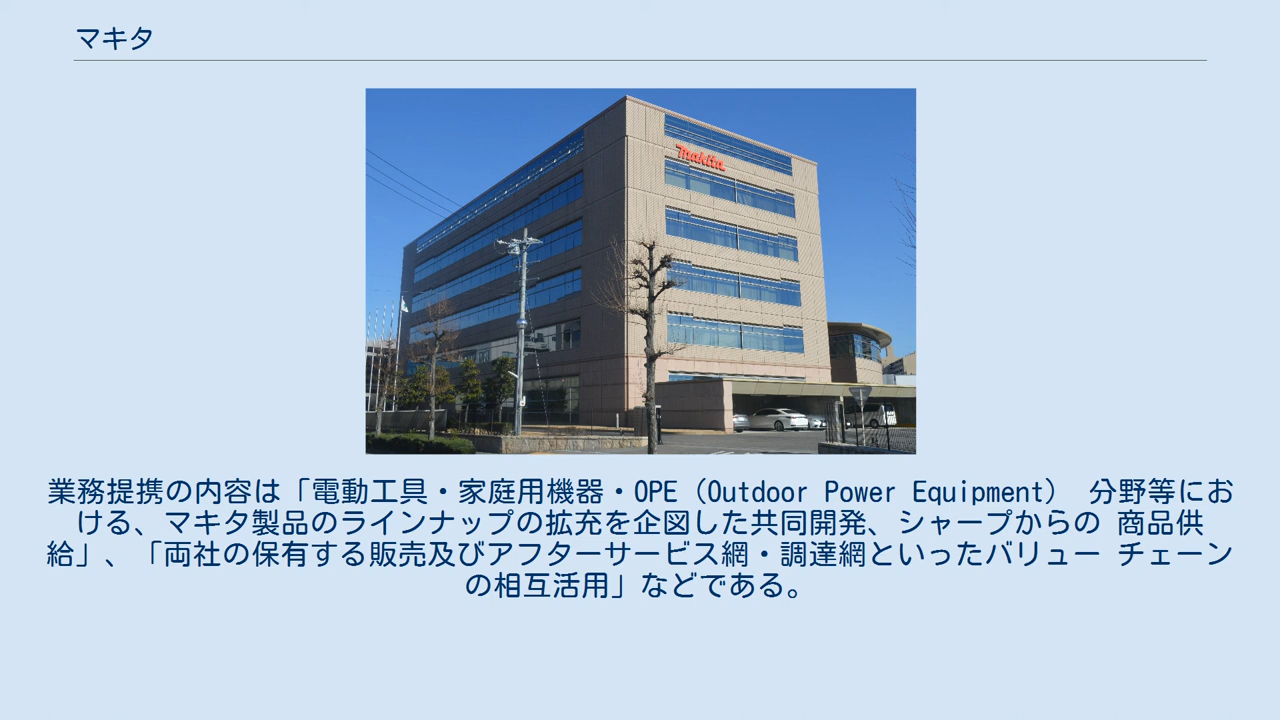 マキタ
makita
業務提携の内容は「電動工具・家庭用機器・OPE（Outdoor Power Equipment） 分野等にお
ける、マキタ製品のラインナップの拡充を企図した共同開発、シャープからの 商品供
給」、「両社の保有する販売及びアフターサービス網・調達網といったバリュー チェーン
の相互活用」などである。